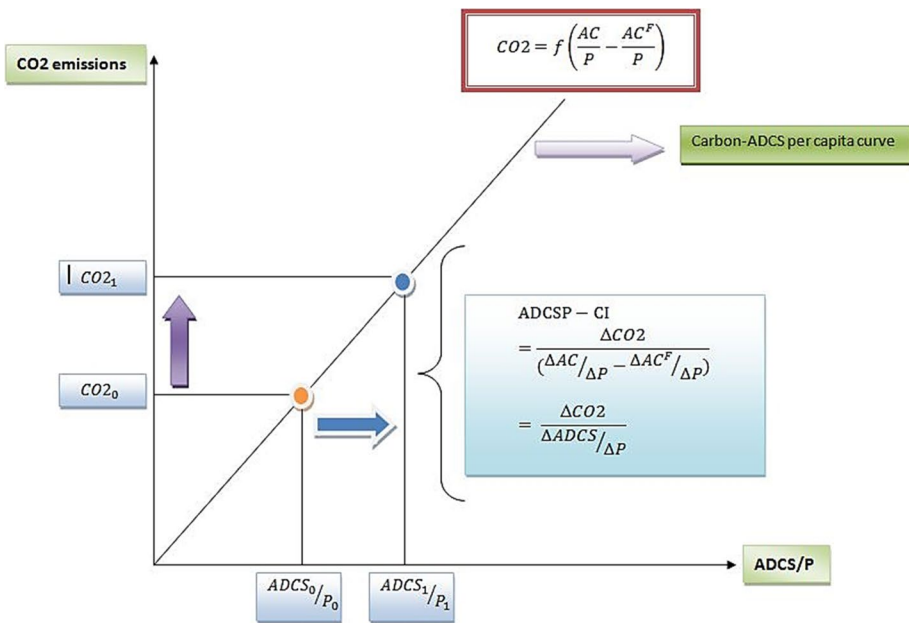 CO2 = f(AC/P − AC^F/P)
CO2 emissions
Carbon-ADCS per capita curve
| CO2₁
ADCSP – CI
= ΔCO2/(ΔAC/ΔP − ΔAC^F/ΔP)
CO2₀
= ΔCO2/ΔADCS/ΔP
ADCS/P
ADCS₀/P₀
ADCS₁/P₁